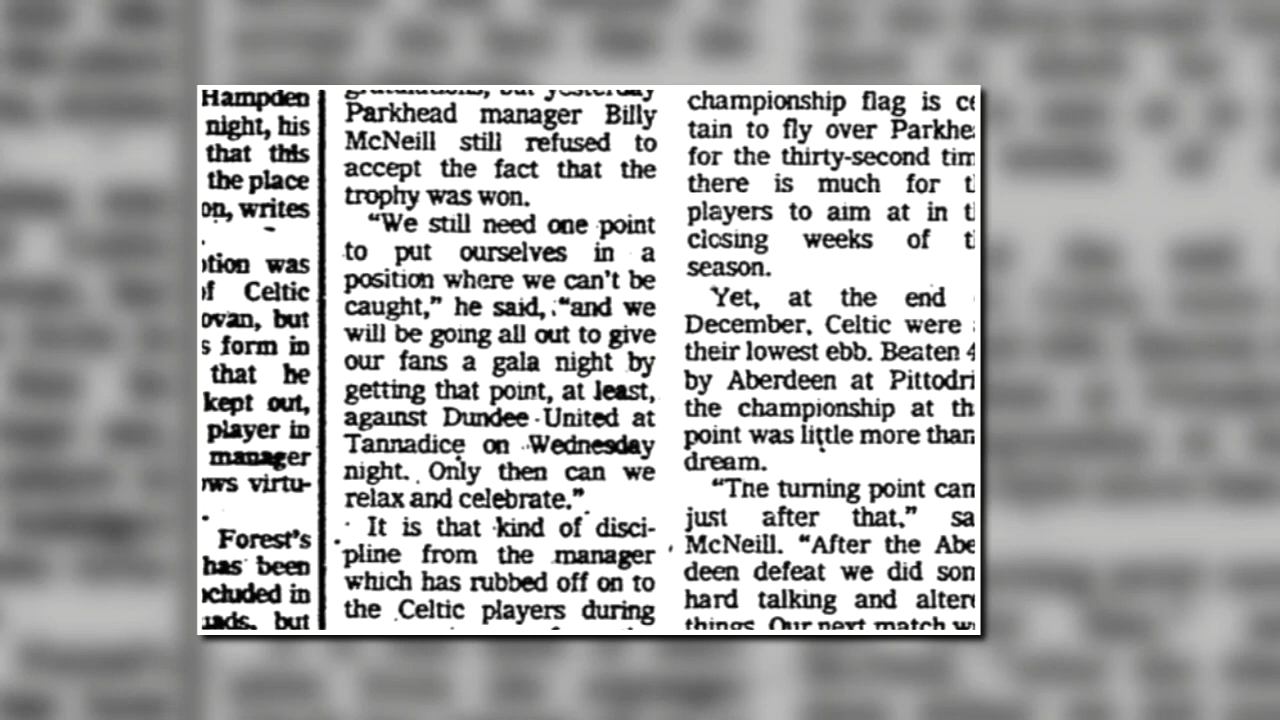 Hampden
night, his
that this
the place
on, writes
was
Celtic
but
form in
that he
kept out,
player in
manager
virtu-
Forest's
has been
in
but
Parkhead manager Billy
McNeill still refused to
accept the fact that the
trophy was won.
“We still need one point
to put ourselves in a
position where we can't be
caught,” he said, “and we
will be going all out to give
our fans a gala night by
getting that point, at least,
against Dundee United at
Tannadice on Wednesday
night. Only then can we
relax and celebrate.”
It is that kind of disci-
pline from the manager
which has rubbed off on to
the Celtic players during
championship flag is
tain to fly over
for the thirty-second
there is much for
players to aim at in
closing weeks of
season.
Yet, at the end
December, Celtic were
their lowest ebb. Beaten 4
by Aberdeen at
the championship at
point was little more than
dream.
“The turning point
just after that,”
McNeill. “After the
deen defeat we did
hard talking and
things. Our next match